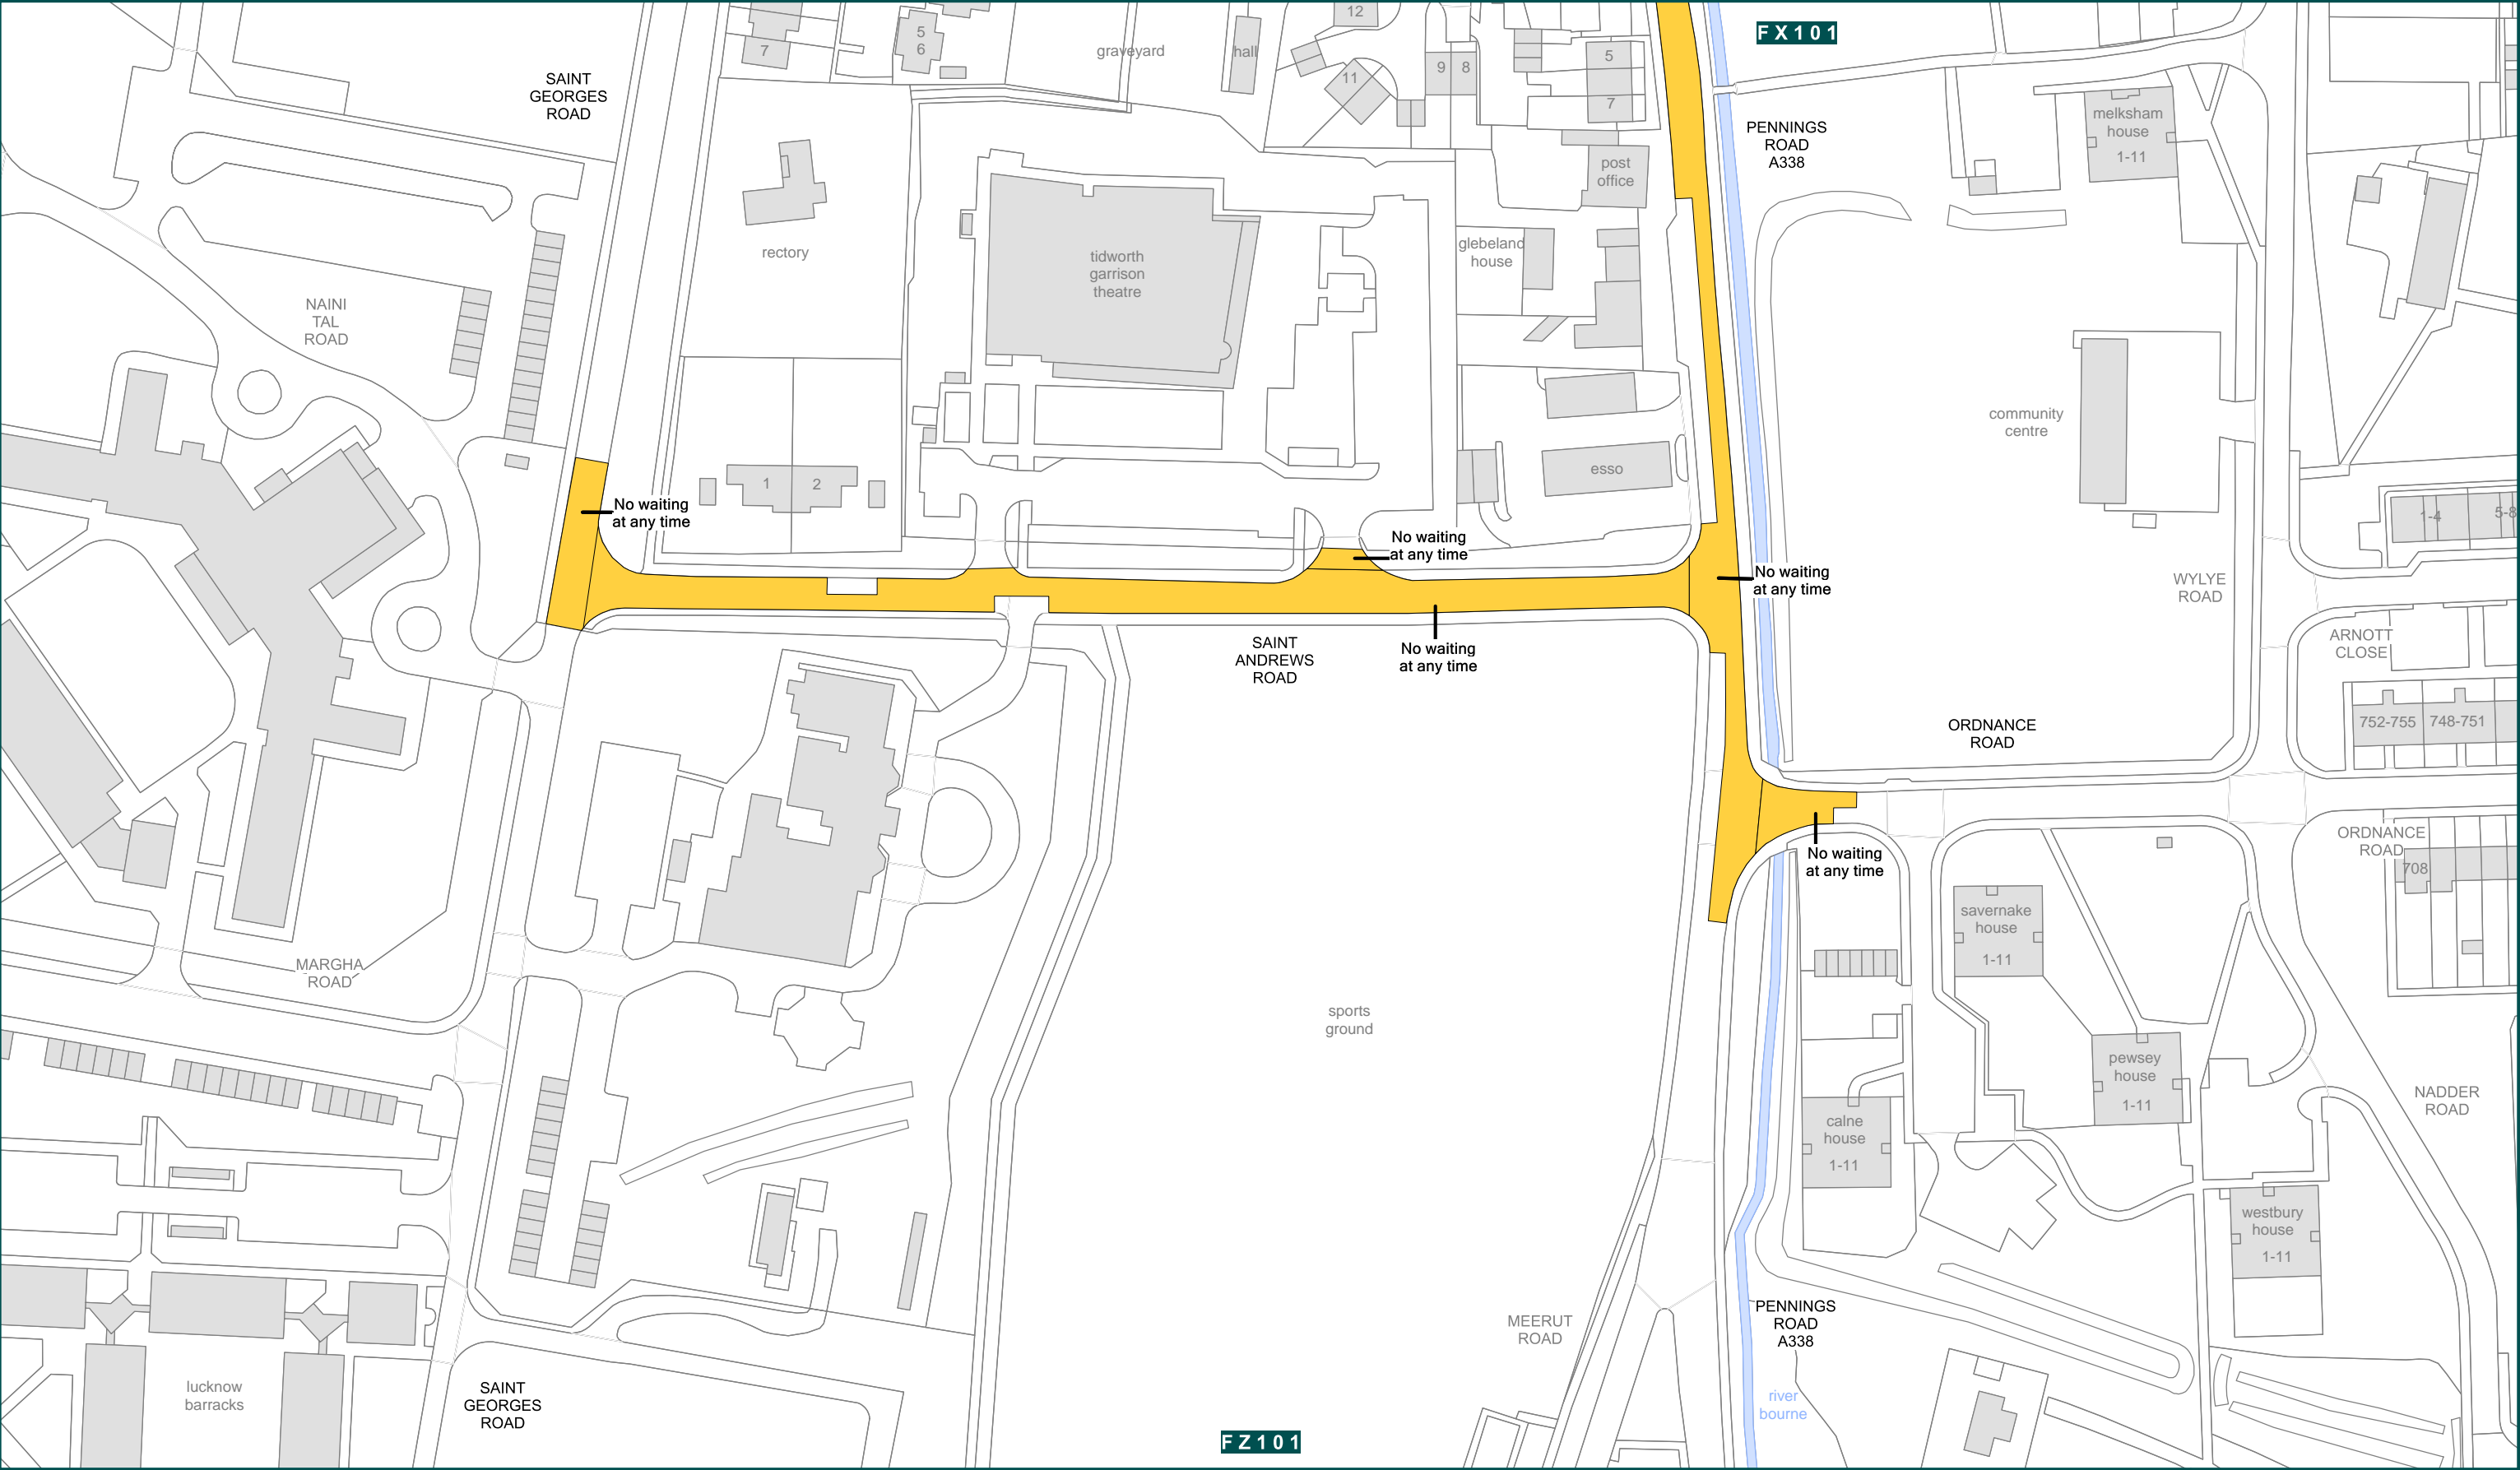 FX101
12
5
6
7
graveyard
hall
SAINT
GEORGES
ROAD
11
9
8
5
7
PENNINGS
ROAD
A338
melksham
house
1-11
post
office
rectory
tidworth
garrison
theatre
glebeland
house
NAINI
TAL
ROAD
community
centre
1
2
esso
No waiting
at any time
No waiting
at any time
No waiting
at any time
1-4
5-8
WYLYE
ROAD
ARNOTT
CLOSE
SAINT
ANDREWS
ROAD
No waiting
at any time
ORDNANCE
ROAD
752-755
748-751
No waiting
at any time
ORDNANCE
ROAD
708
savernake
house
1-11
MARGHA
ROAD
sports
ground
pewsey
house
1-11
NADDER
ROAD
calne
house
1-11
westbury
house
1-11
MEERUT
ROAD
PENNINGS
ROAD
A338
lucknow
barracks
SAINT
GEORGES
ROAD
river
bourne
FZ101